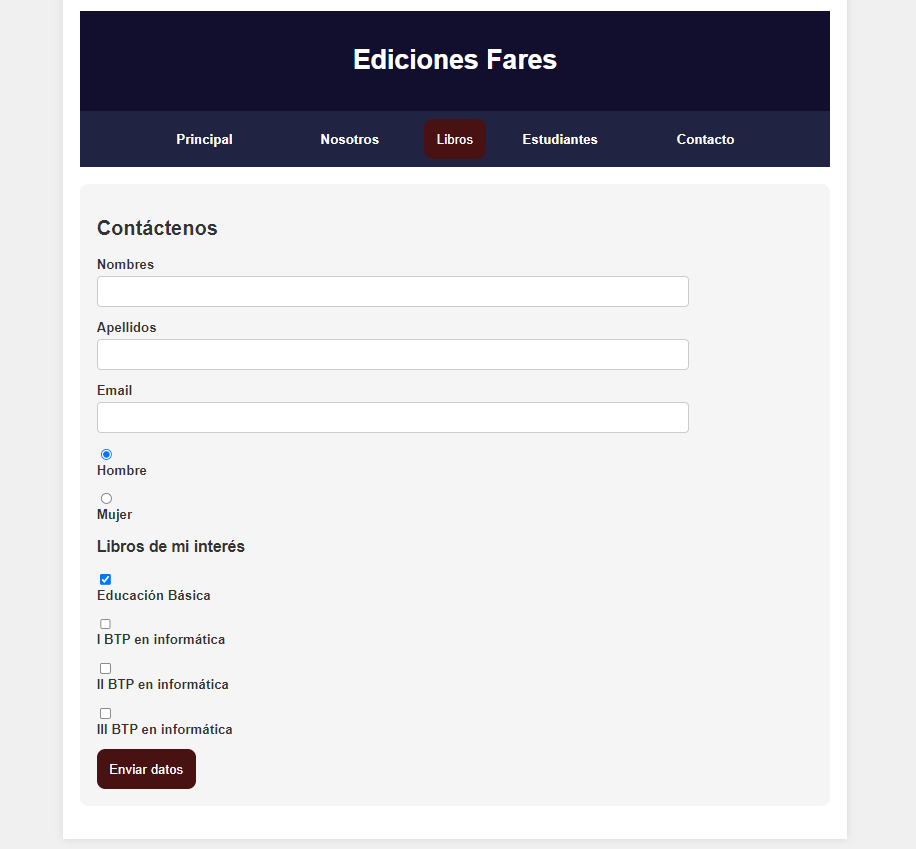 Ediciones Fares
Principal Nosotros Libros Estudiantes Contacto
Contáctenos
Nombres
Apellidos
Email
Hombre
Mujer
Libros de mi interés
Educación Básica
I BTP en informática
II BTP en informática
III BTP en informática
Enviar datos